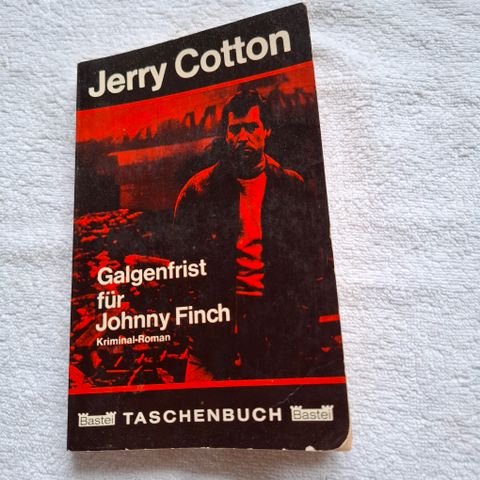 Jerry Cotton
Galgenfrist
für
Johnny Finch
Kriminal-Roman
Bastei TASCHENBUCH Bastei